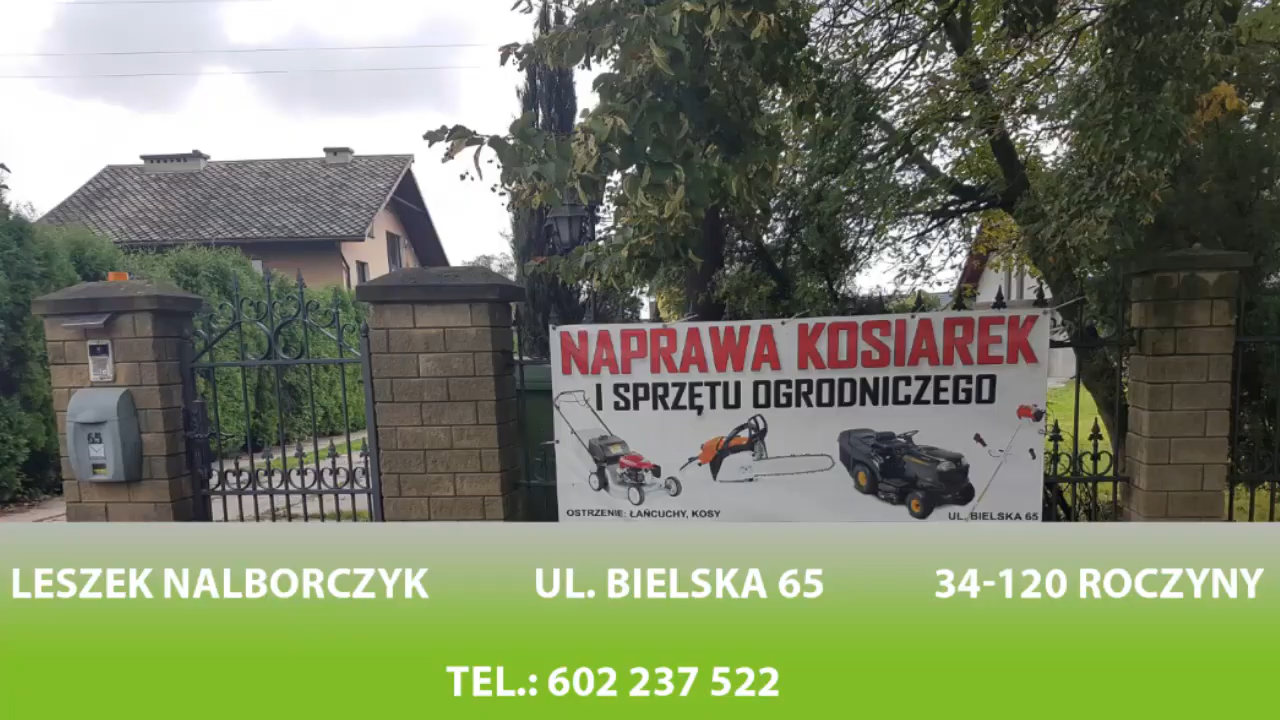 NAPRAWA KOSIAREK
I SPRZĘTU OGRODNICZEGO
OSTRZENIE: ŁAŃCUCHY, KOSY
UL. BIELSKA 65
65
LESZEK NALBORCZYK UL. BIELSKA 65 34-120 ROCZYNY
TEL.: 602 237 522